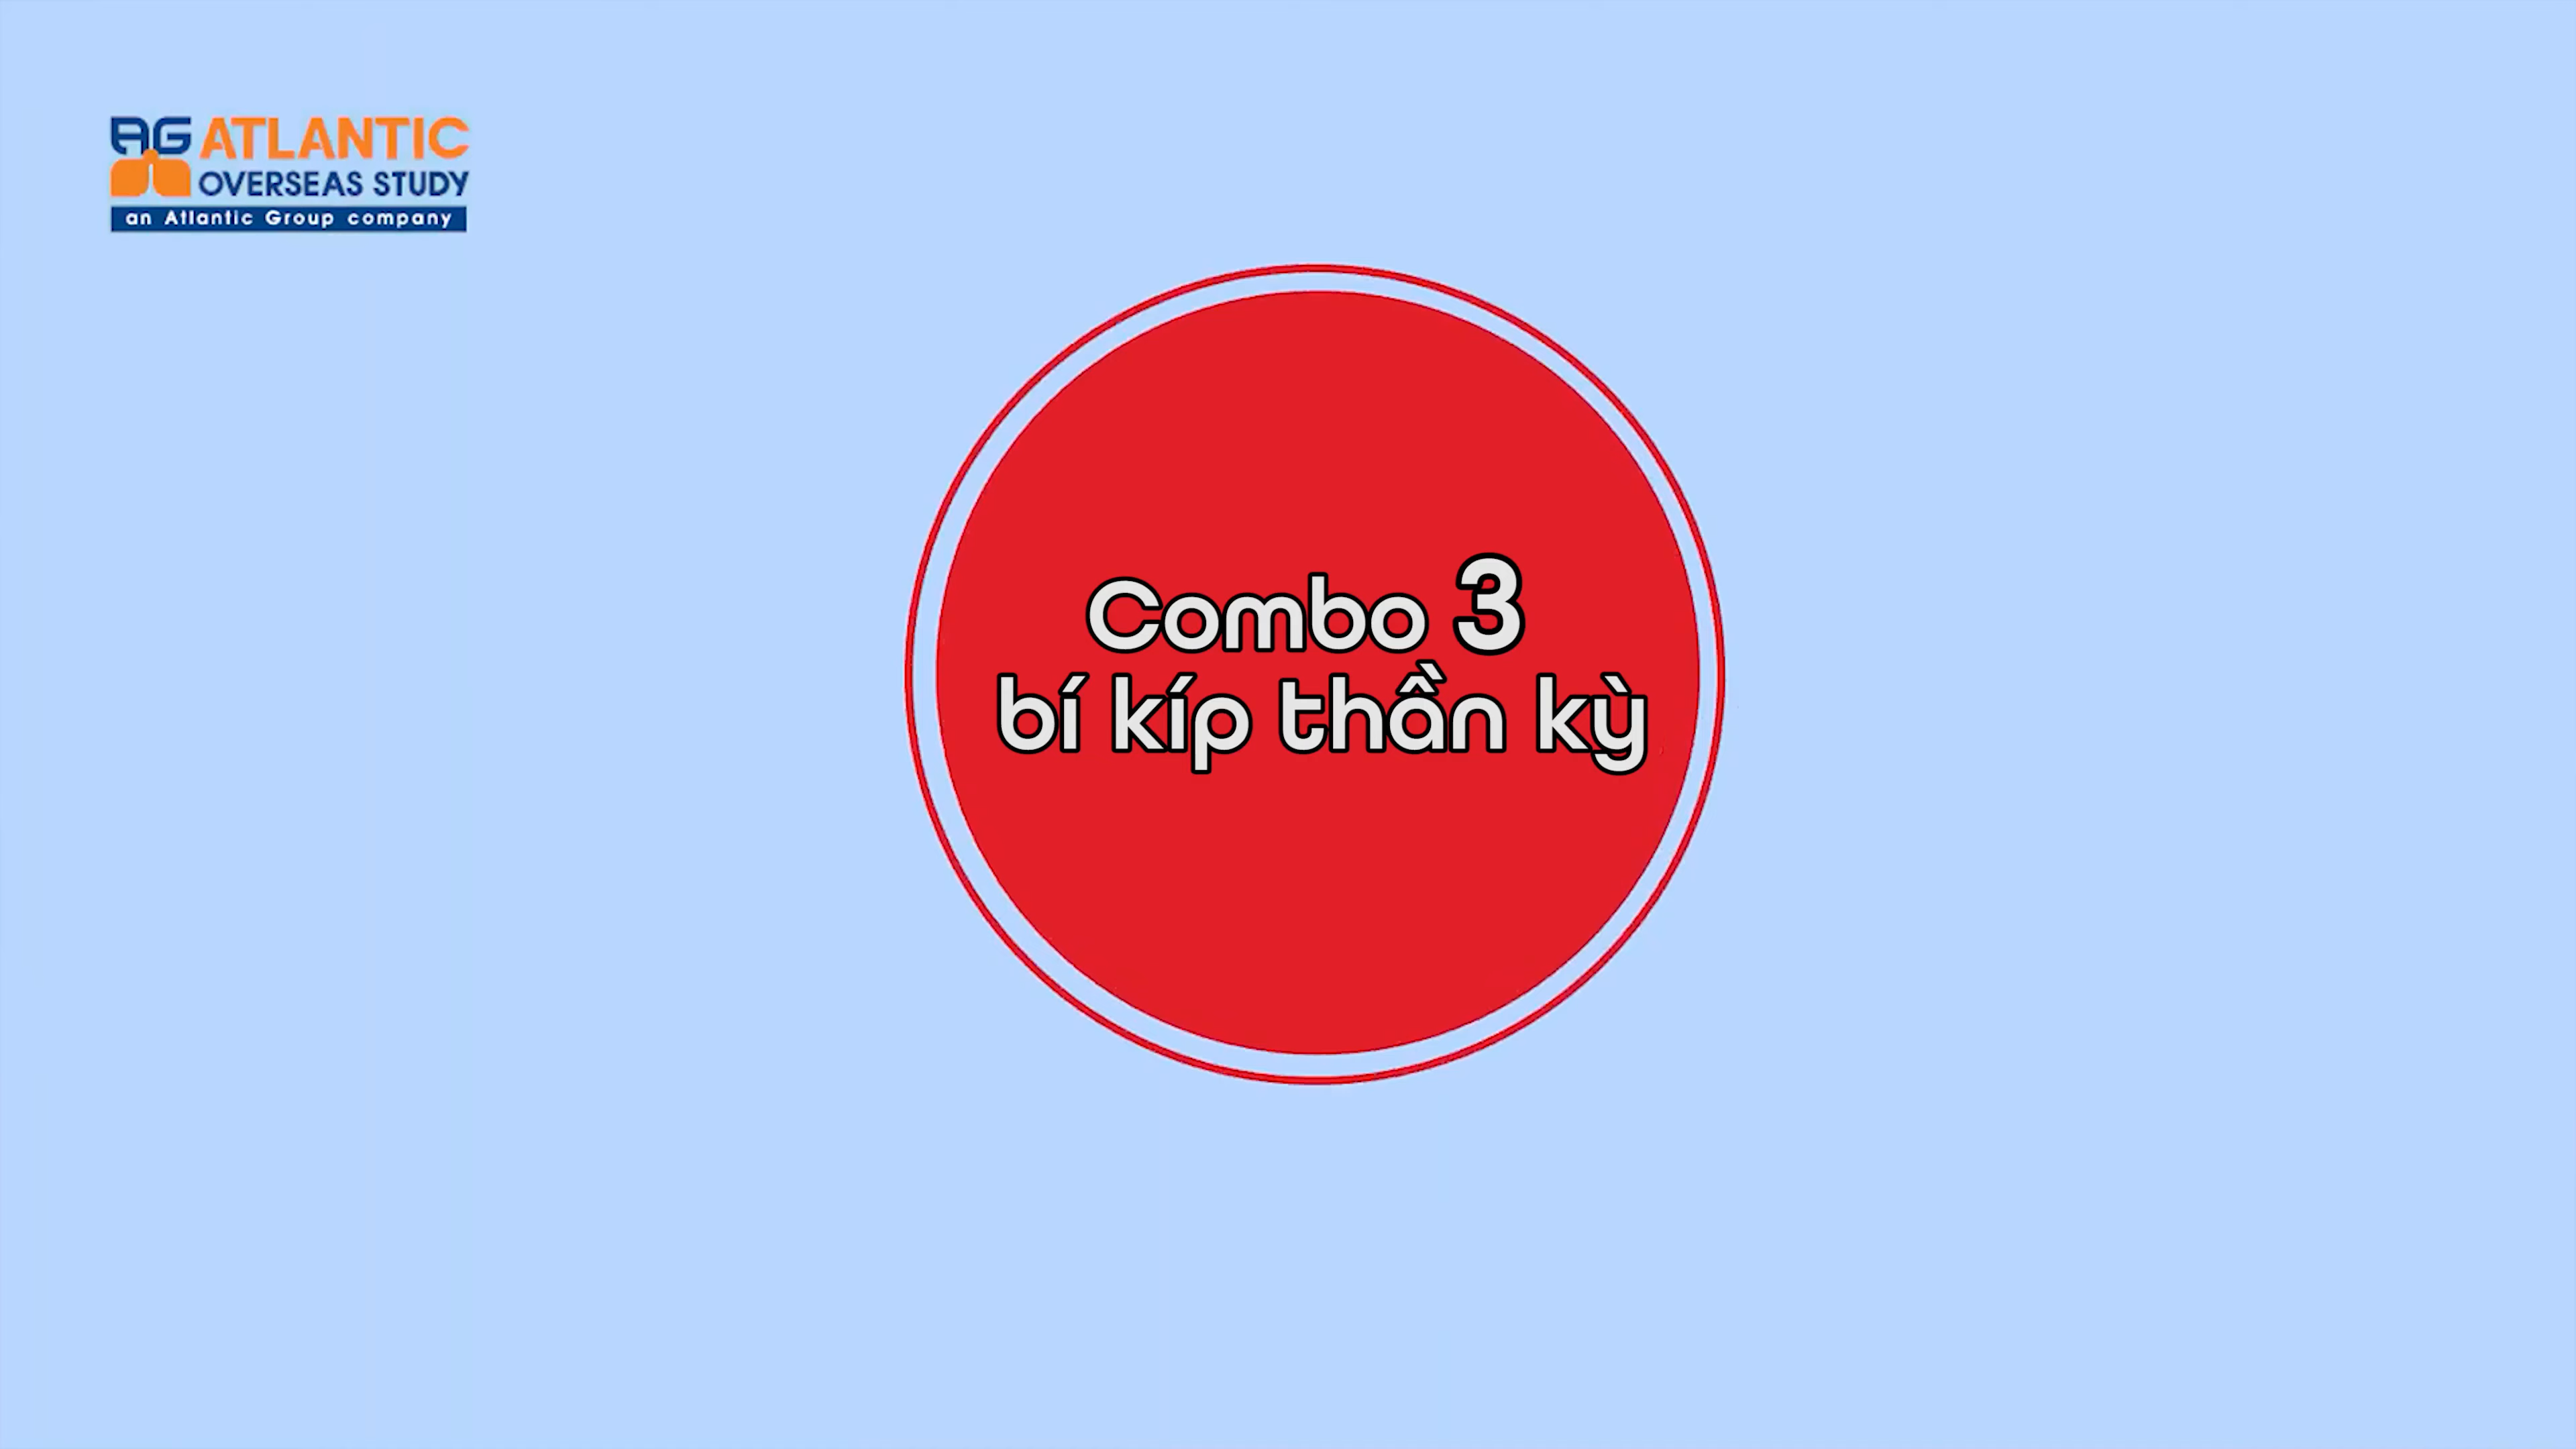 AG ATLANTIC
OVERSEAS STUDY
an Atlantic Group company
Combo 3
bí kíp thần kỳ